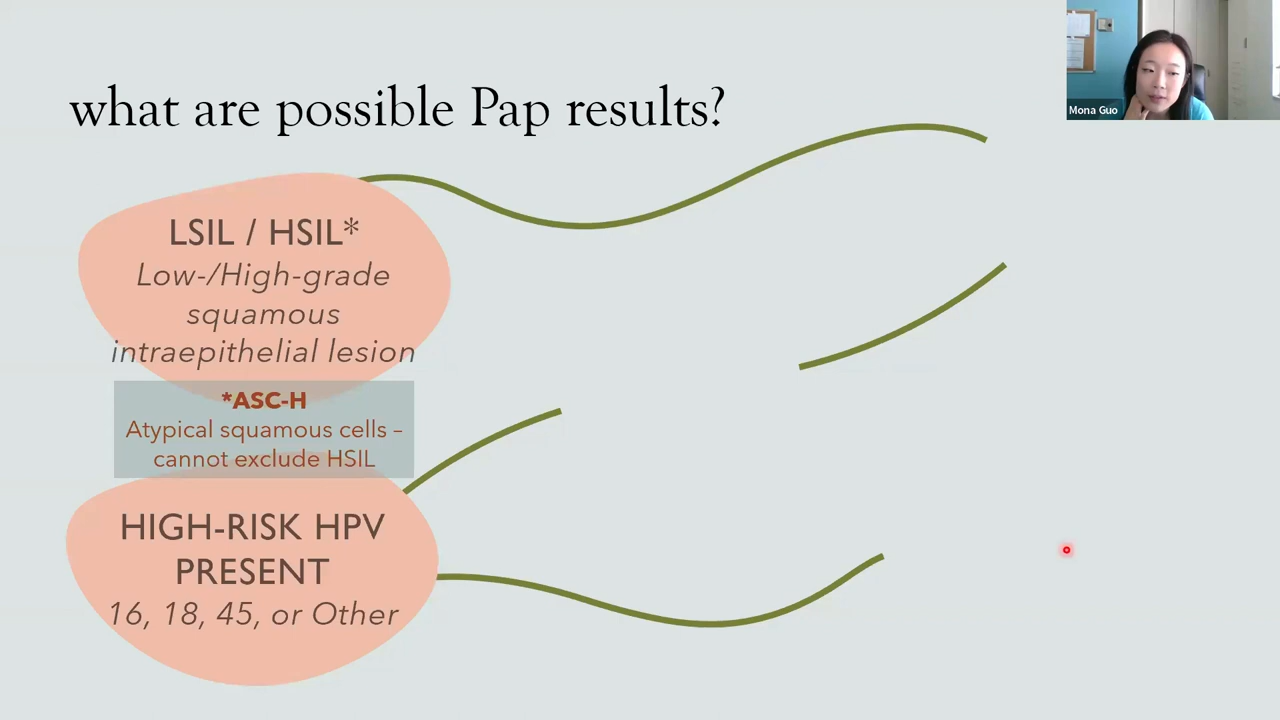 what are possible Pap results?
Mona Guo
LSIL / HSIL*
Low-/High-grade
squamous
intraepithelial lesion
*ASC-H
Atypical squamous cells –
cannot exclude HSIL
HIGH-RISK HPV
PRESENT
16, 18, 45, or Other